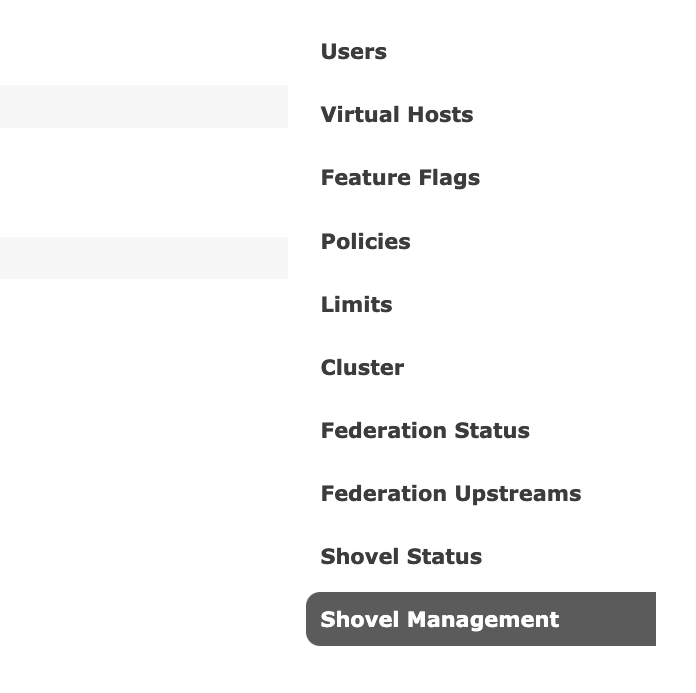 Users
Virtual Hosts
Feature Flags
Policies
Limits
Cluster
Federation Status
Federation Upstreams
Shovel Status
Shovel Management